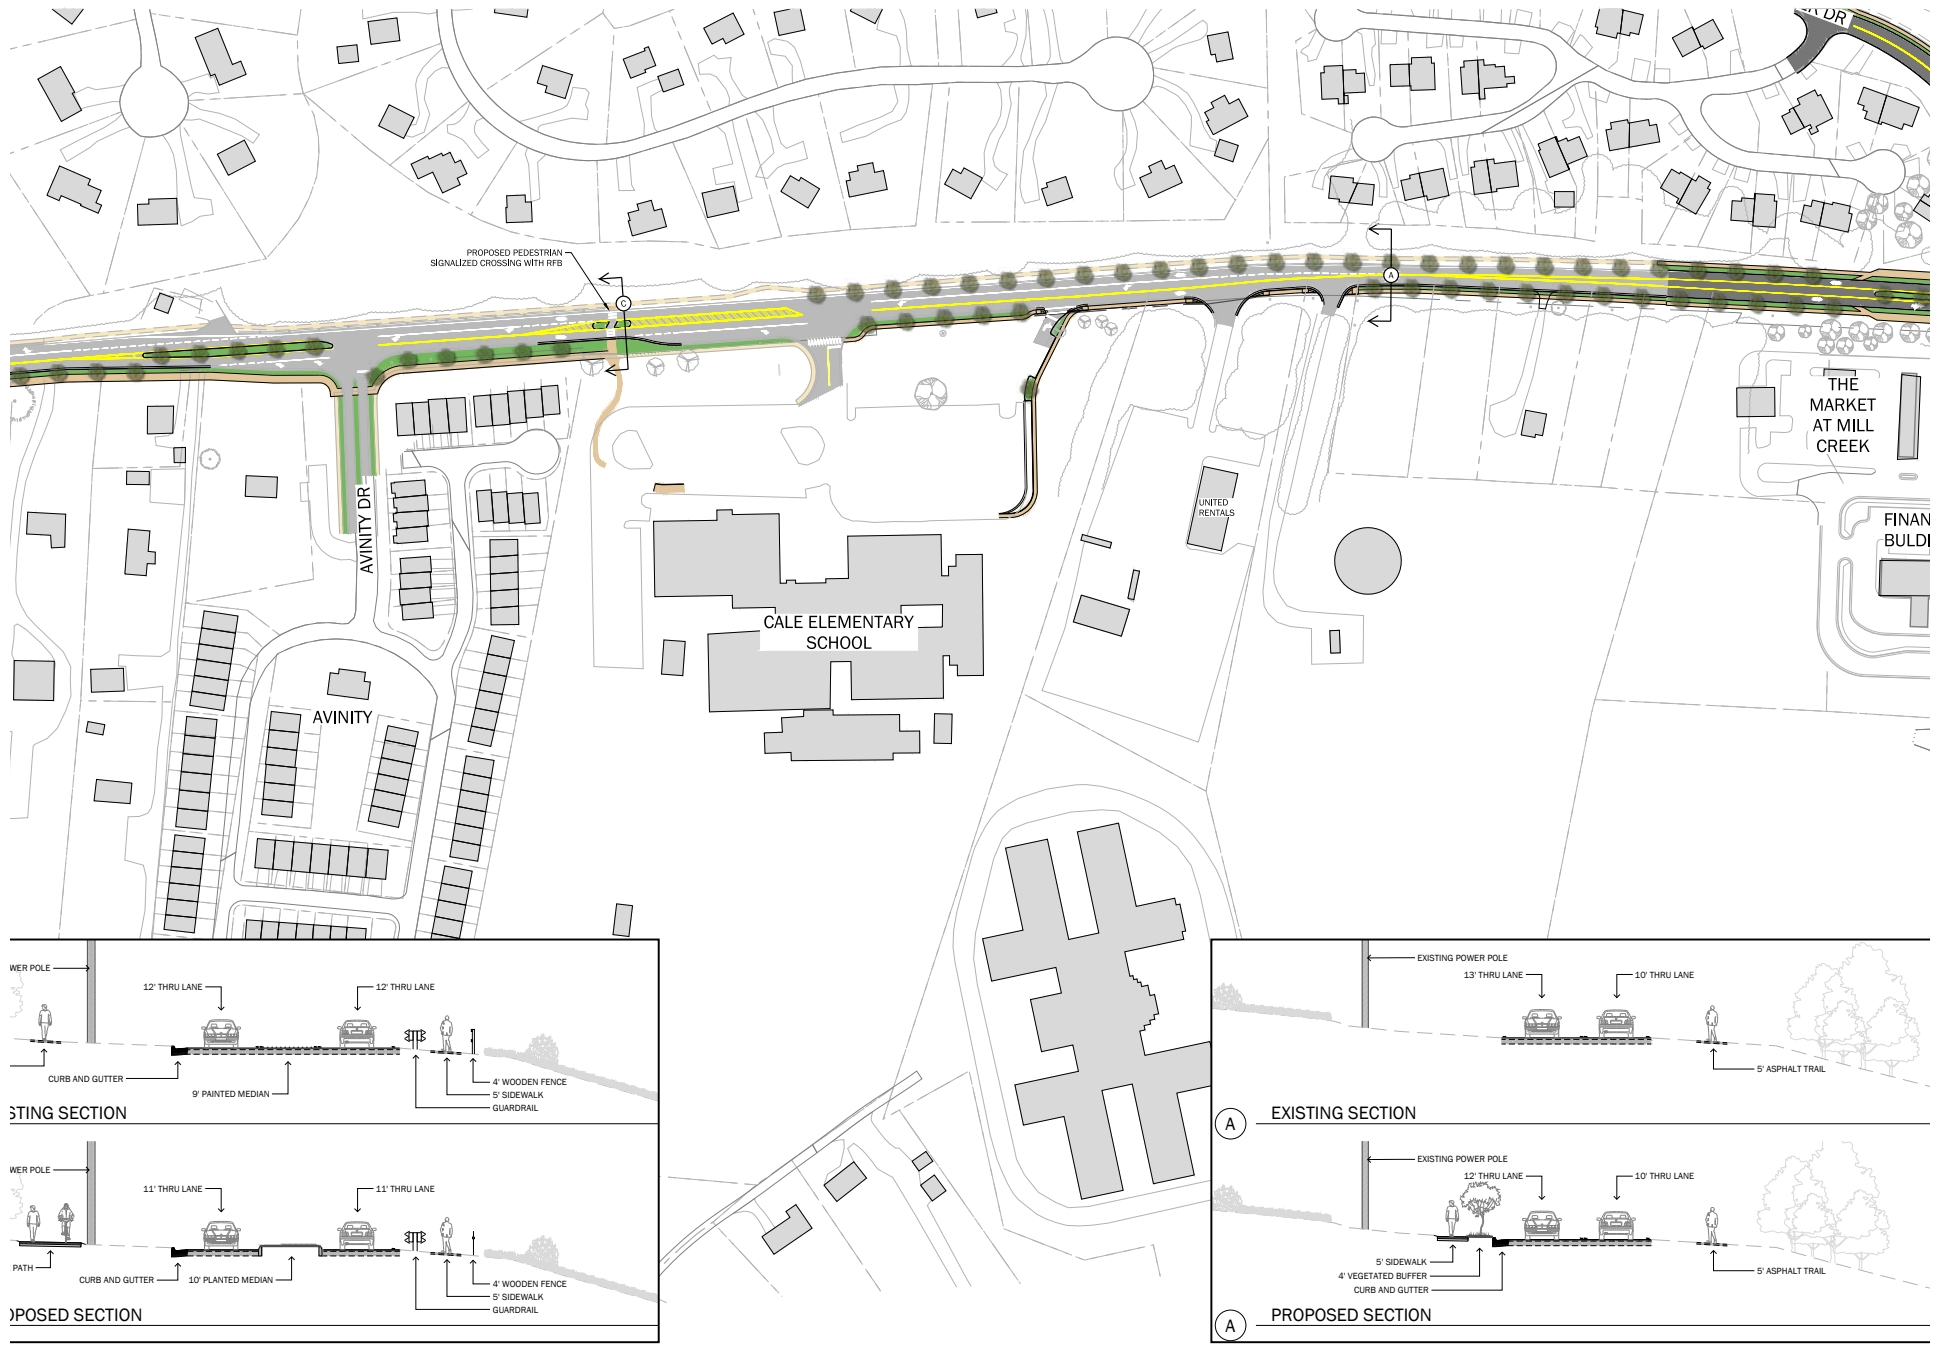 DR
PROPOSED PEDESTRIAN
SIGNALIZED CROSSING WITH RFB
C
A
THE
MARKET
AT MILL
CREEK
AVINITY DR
UNITED
RENTALS
FINAN
BULDI
CALE ELEMENTARY
SCHOOL
AVINITY
WER POLE
12' THRU LANE
12' THRU LANE
CURB AND GUTTER
9' PAINTED MEDIAN
4' WOODEN FENCE
5' SIDEWALK
GUARDRAIL
STING SECTION
WER POLE
11' THRU LANE
11' THRU LANE
PATH
CURB AND GUTTER
10' PLANTED MEDIAN
4' WOODEN FENCE
5' SIDEWALK
GUARDRAIL
OPOSED SECTION
EXISTING POWER POLE
13' THRU LANE
10' THRU LANE
5' ASPHALT TRAIL
A
EXISTING SECTION
EXISTING POWER POLE
12' THRU LANE
10' THRU LANE
5' SIDEWALK
4' VEGETATED BUFFER
CURB AND GUTTER
5' ASPHALT TRAIL
A
PROPOSED SECTION